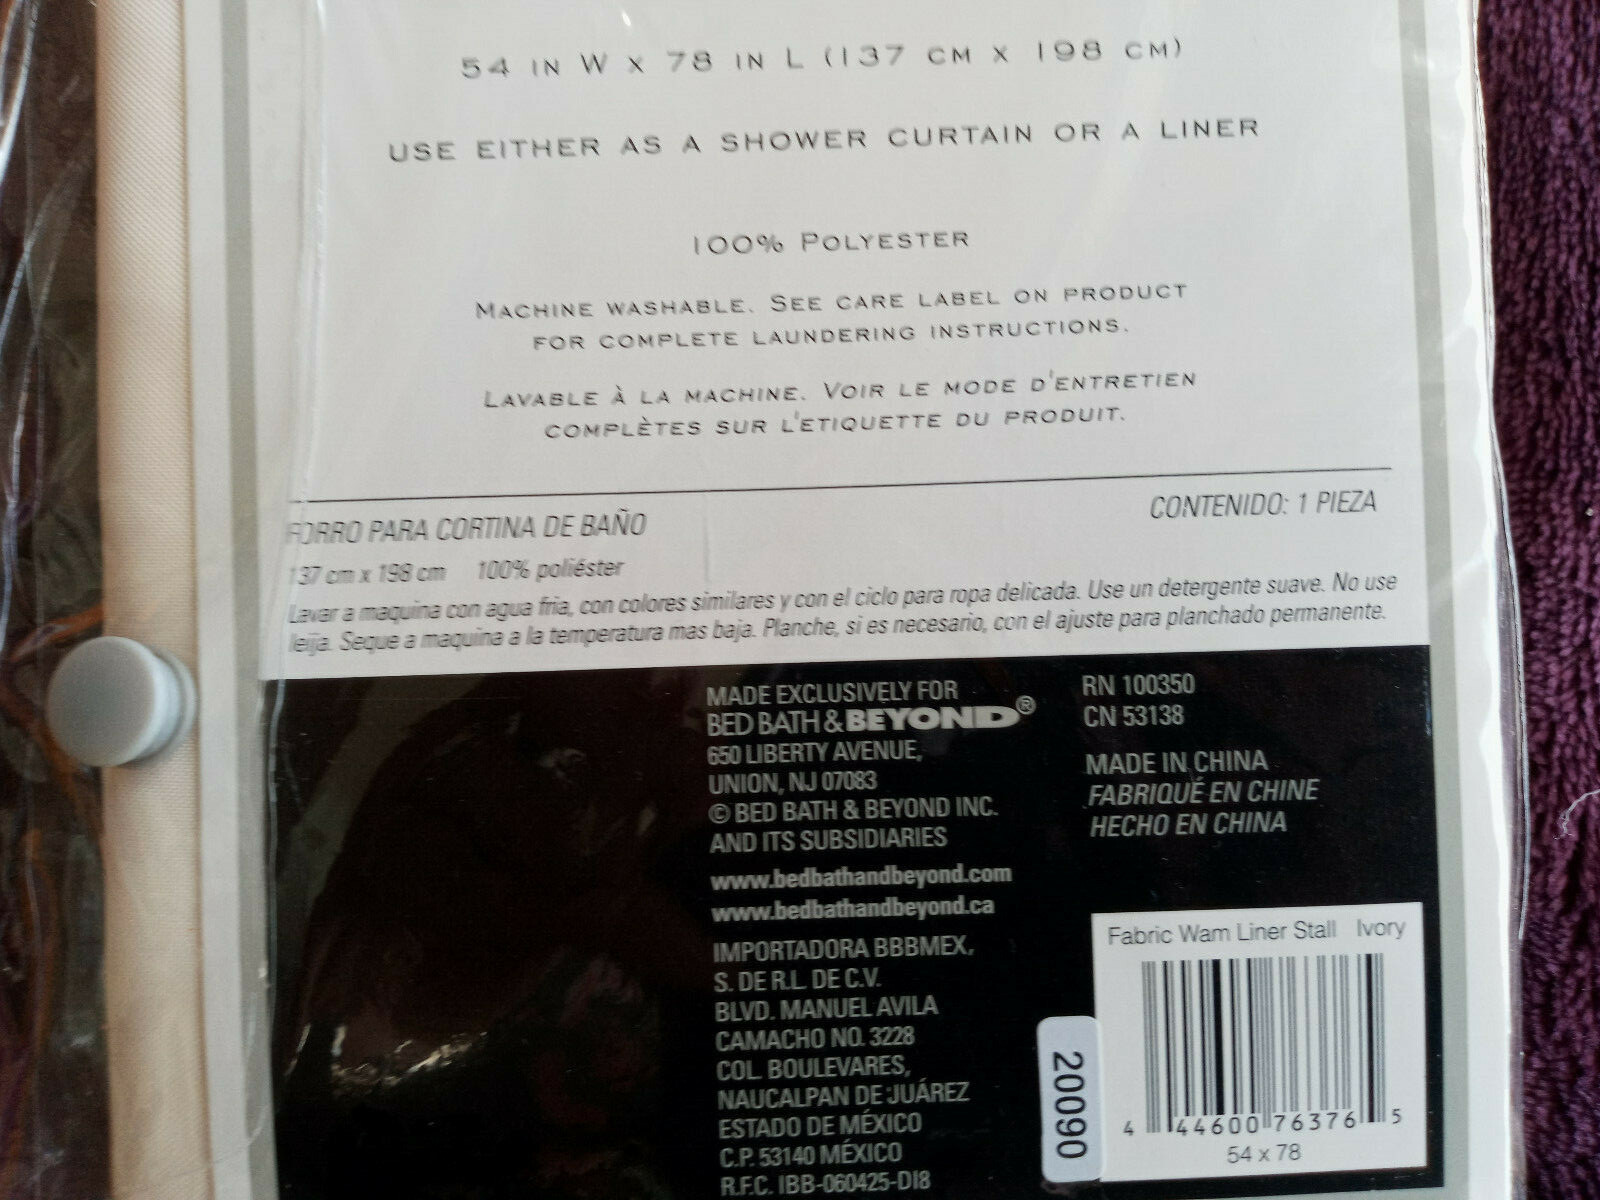 54 IN W X 78 IN L (137 CM X 198 CM)
USE EITHER AS A SHOWER CURTAIN OR A LINER
100% POLYESTER
MACHINE WASHABLE. SEE CARE LABEL ON PRODUCT
FOR COMPLETE LAUNDERING INSTRUCTIONS.
LAVABLE À LA MACHINE. VOIR LE MODE D'ENTRETIEN
COMPLÈTES SUR L'ETIQUETTE DU PRODUIT.
FORRO PARA CORTINA DE BAÑO
CONTENIDO: 1 PIEZA
137 cm x 198 cm 100% poliéster
Lavar a maquina con agua fria, con colores similares y con el ciclo para ropa delicada. Use un detergente suave. No use
leija. Seque a maquina a la temperatura mas baja. Planche, si es necesario, con el ajuste para planchado permanente.
MADE EXCLUSIVELY FOR
BED BATH & BEYOND®
650 LIBERTY AVENUE,
UNION, NJ 07083
© BED BATH & BEYOND INC.
AND ITS SUBSIDIARIES
www.bedbathandbeyond.com
www.bedbathandbeyond.ca
IMPORTADORA BBBMEX,
S. DE R.L. DE C.V.
BLVD. MANUEL AVILA
CAMACHO NO. 3228
COL. BOULEVARES,
NAUCALPAN DE JUÁREZ
ESTADO DE MÉXICO
C.P. 53140 MÉXICO
R.F.C. IBB-060425-DI8
RN 100350
CN 53138
MADE IN CHINA
FABRIQUÉ EN CHINE
HECHO EN CHINA
Fabric Wam Liner Stall Ivory
4 44600 76376 5
54 x 78
20090